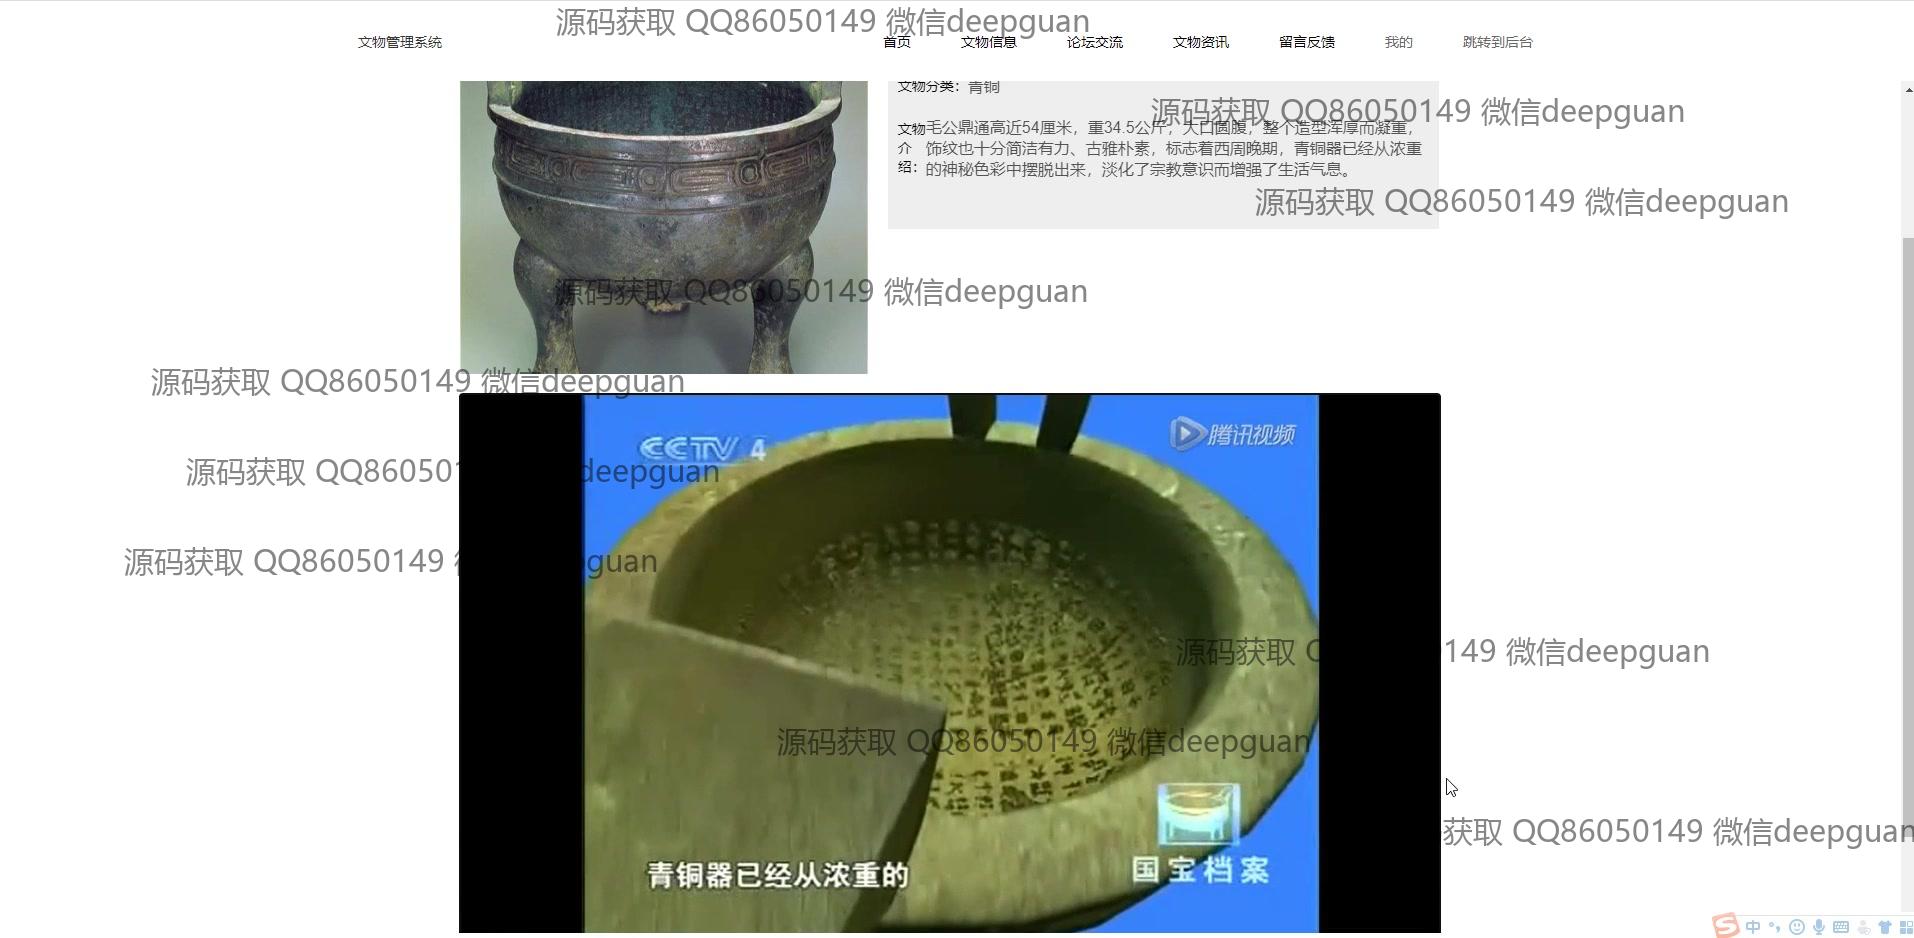 源码获取 QQ86050149 微信deepguan
文物管理系统 首页 文物信息 论坛交流 文物资讯 留言反馈 我的 跳转到后台
文物分类：青铜
源码获取 QQ86050149 微信deepguan
文物介绍：
毛公鼎通高近54厘米，重34.5公斤，大口圆腹，整个造型浑厚而凝重，
饰纹也十分简洁有力、古雅朴素，标志着西周晚期，青铜器已经从浓重
的神秘色彩中摆脱出来，淡化了宗教意识而增强了生活气息。
源码获取 QQ86050149 微信deepguan
源码获取 QQ86050149 微信deepguan
源码获取 QQ86050149 微信deepguan
CCTV 4
腾讯视频
源码获取 QQ86050 deepguan
源码获取 QQ86050149 guan
源码获取 149 微信deepguan
源码获取 QQ86050149 微信deepguan
获取 QQ86050149 微信deepguan
青铜器已经从浓重的
国宝档案
中